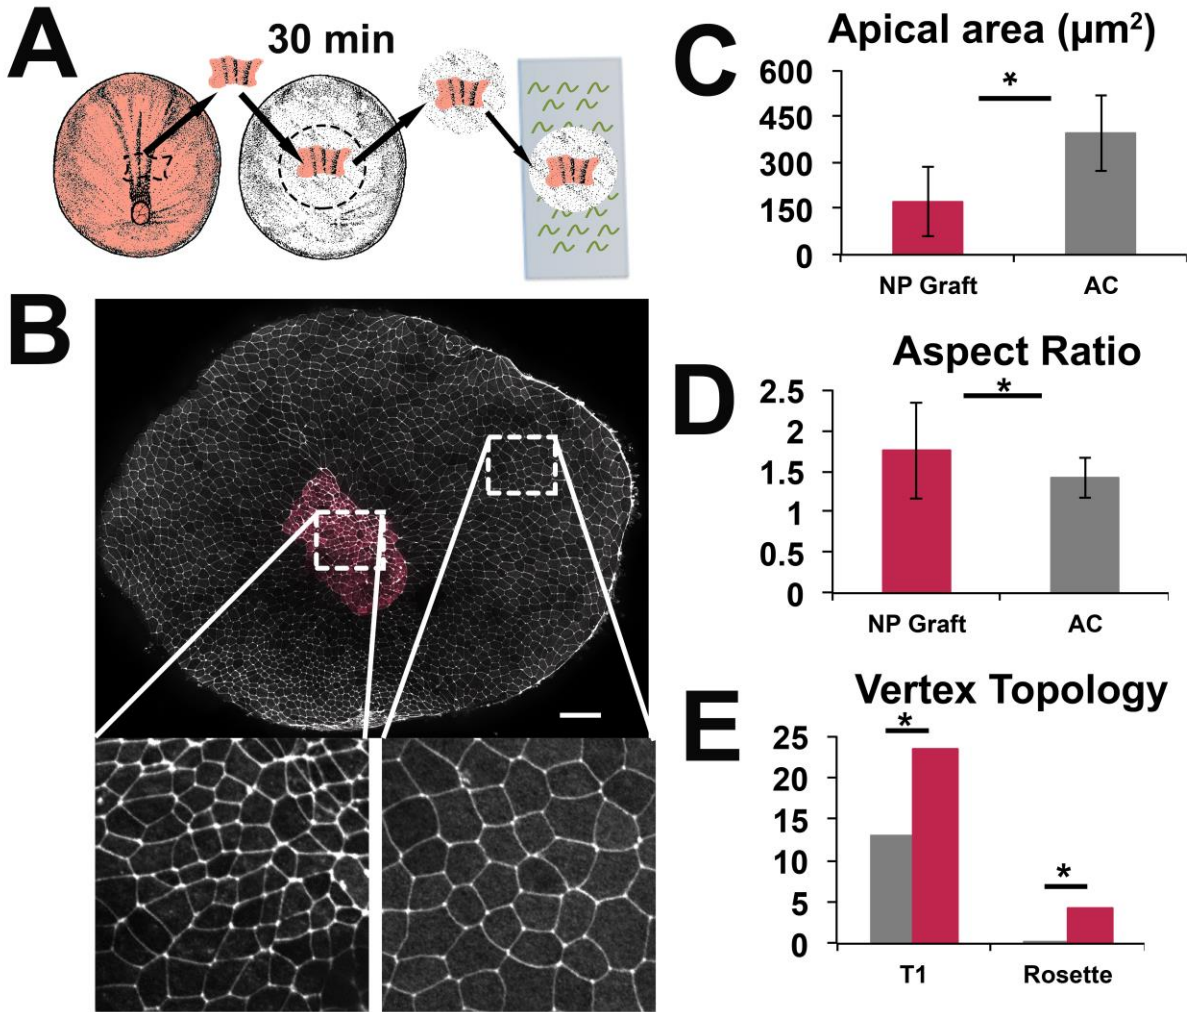 A
30 min
B
C
Apical area (µm²)
*
600
450
300
150
0
NP Graft AC
D
Aspect Ratio
*
2.5
2
1.5
1
0.5
0
NP Graft AC
E
Vertex Topology
*
*
25
20
15
10
5
0
T1 Rosette